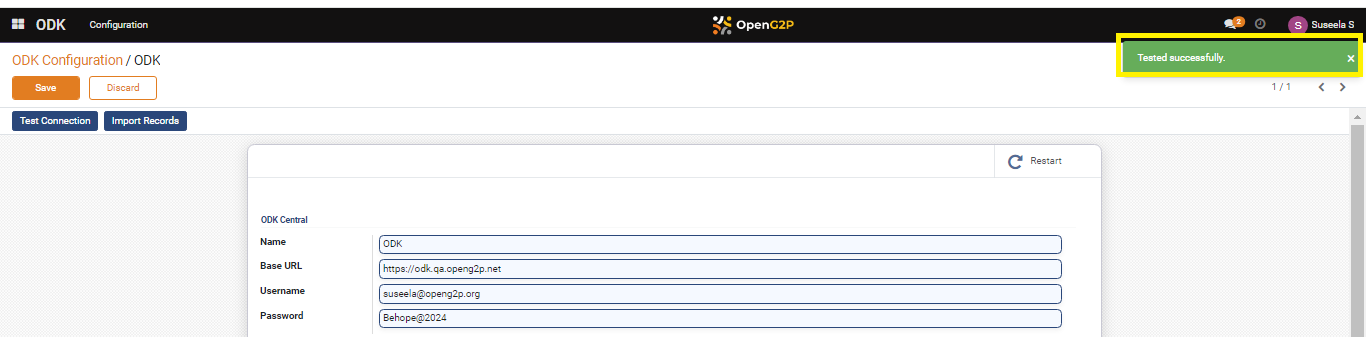 ODK Configuration OpenG2P 2 S Suseela S
ODK Configuration / ODK
Tested successfully. ×
Save Discard 1 / 1
Test Connection Import Records
Restart
ODK Central
Name ODK
Base URL https://odk.qa.openg2p.net
Username suseela@openg2p.org
Password Behope@2024